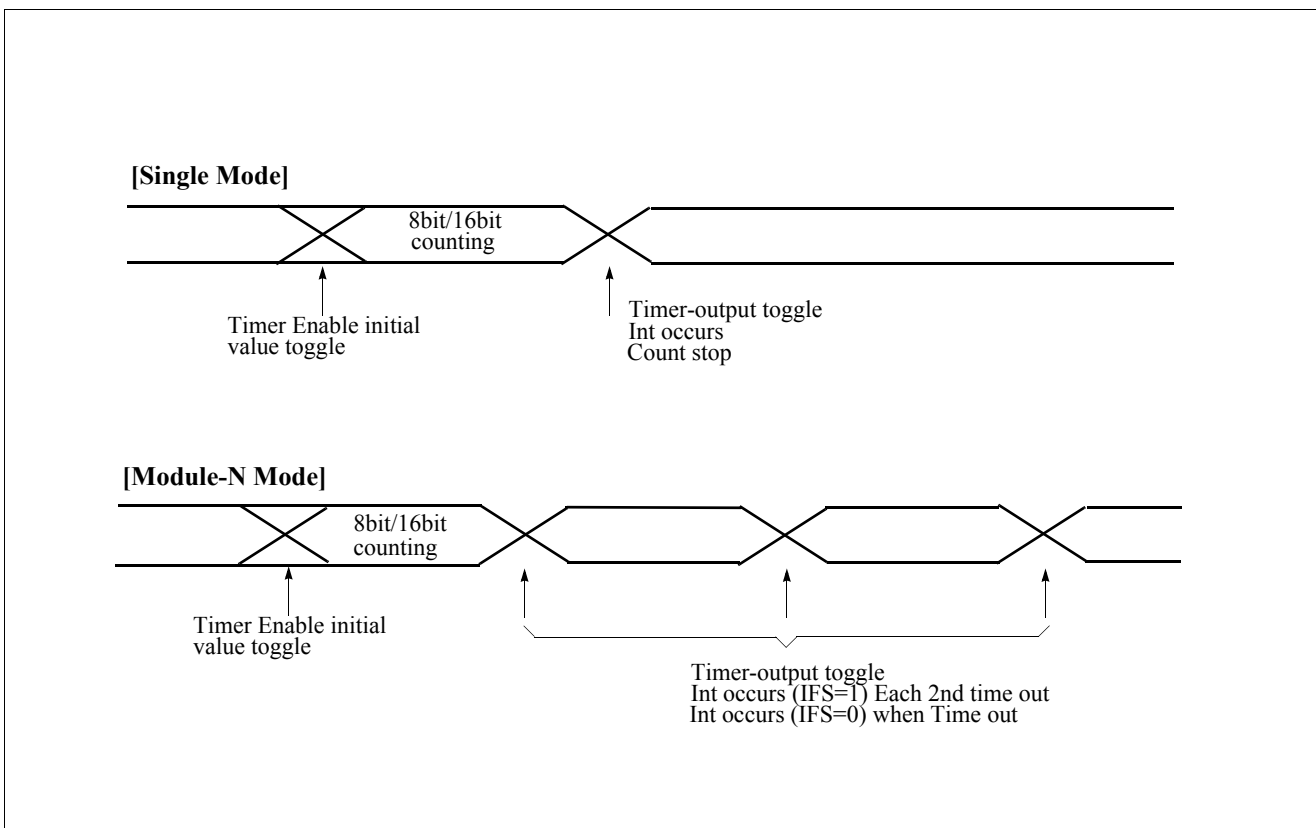 [Single Mode]
8bit/16bit
counting
Timer Enable initial
value toggle
Timer-output toggle
Int occurs
Count stop
[Module-N Mode]
8bit/16bit
counting
Timer Enable initial
value toggle
Timer-output toggle
Int occurs (IFS=1) Each 2nd time out
Int occurs (IFS=0) when Time out